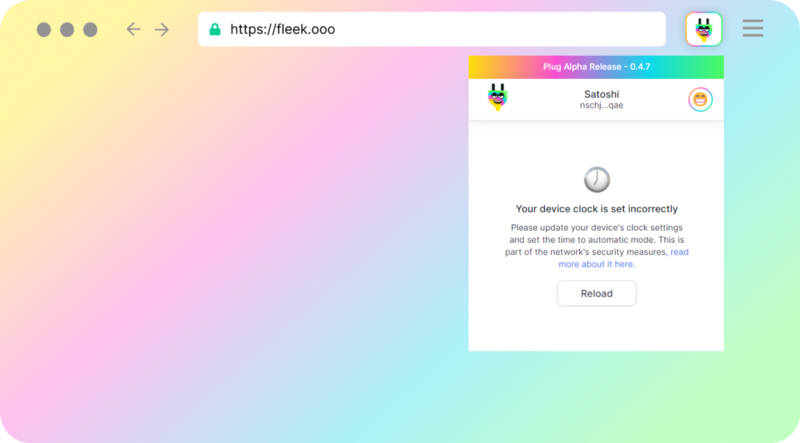 https://fleek.ooo
Plug Alpha Release - 0.4.7
Satoshi
nschj...qae
Your device clock is set incorrectly
Please update your device's clock settings
and set the time to automatic mode. This is
part of the network's security measures, read
more about it here.
Reload